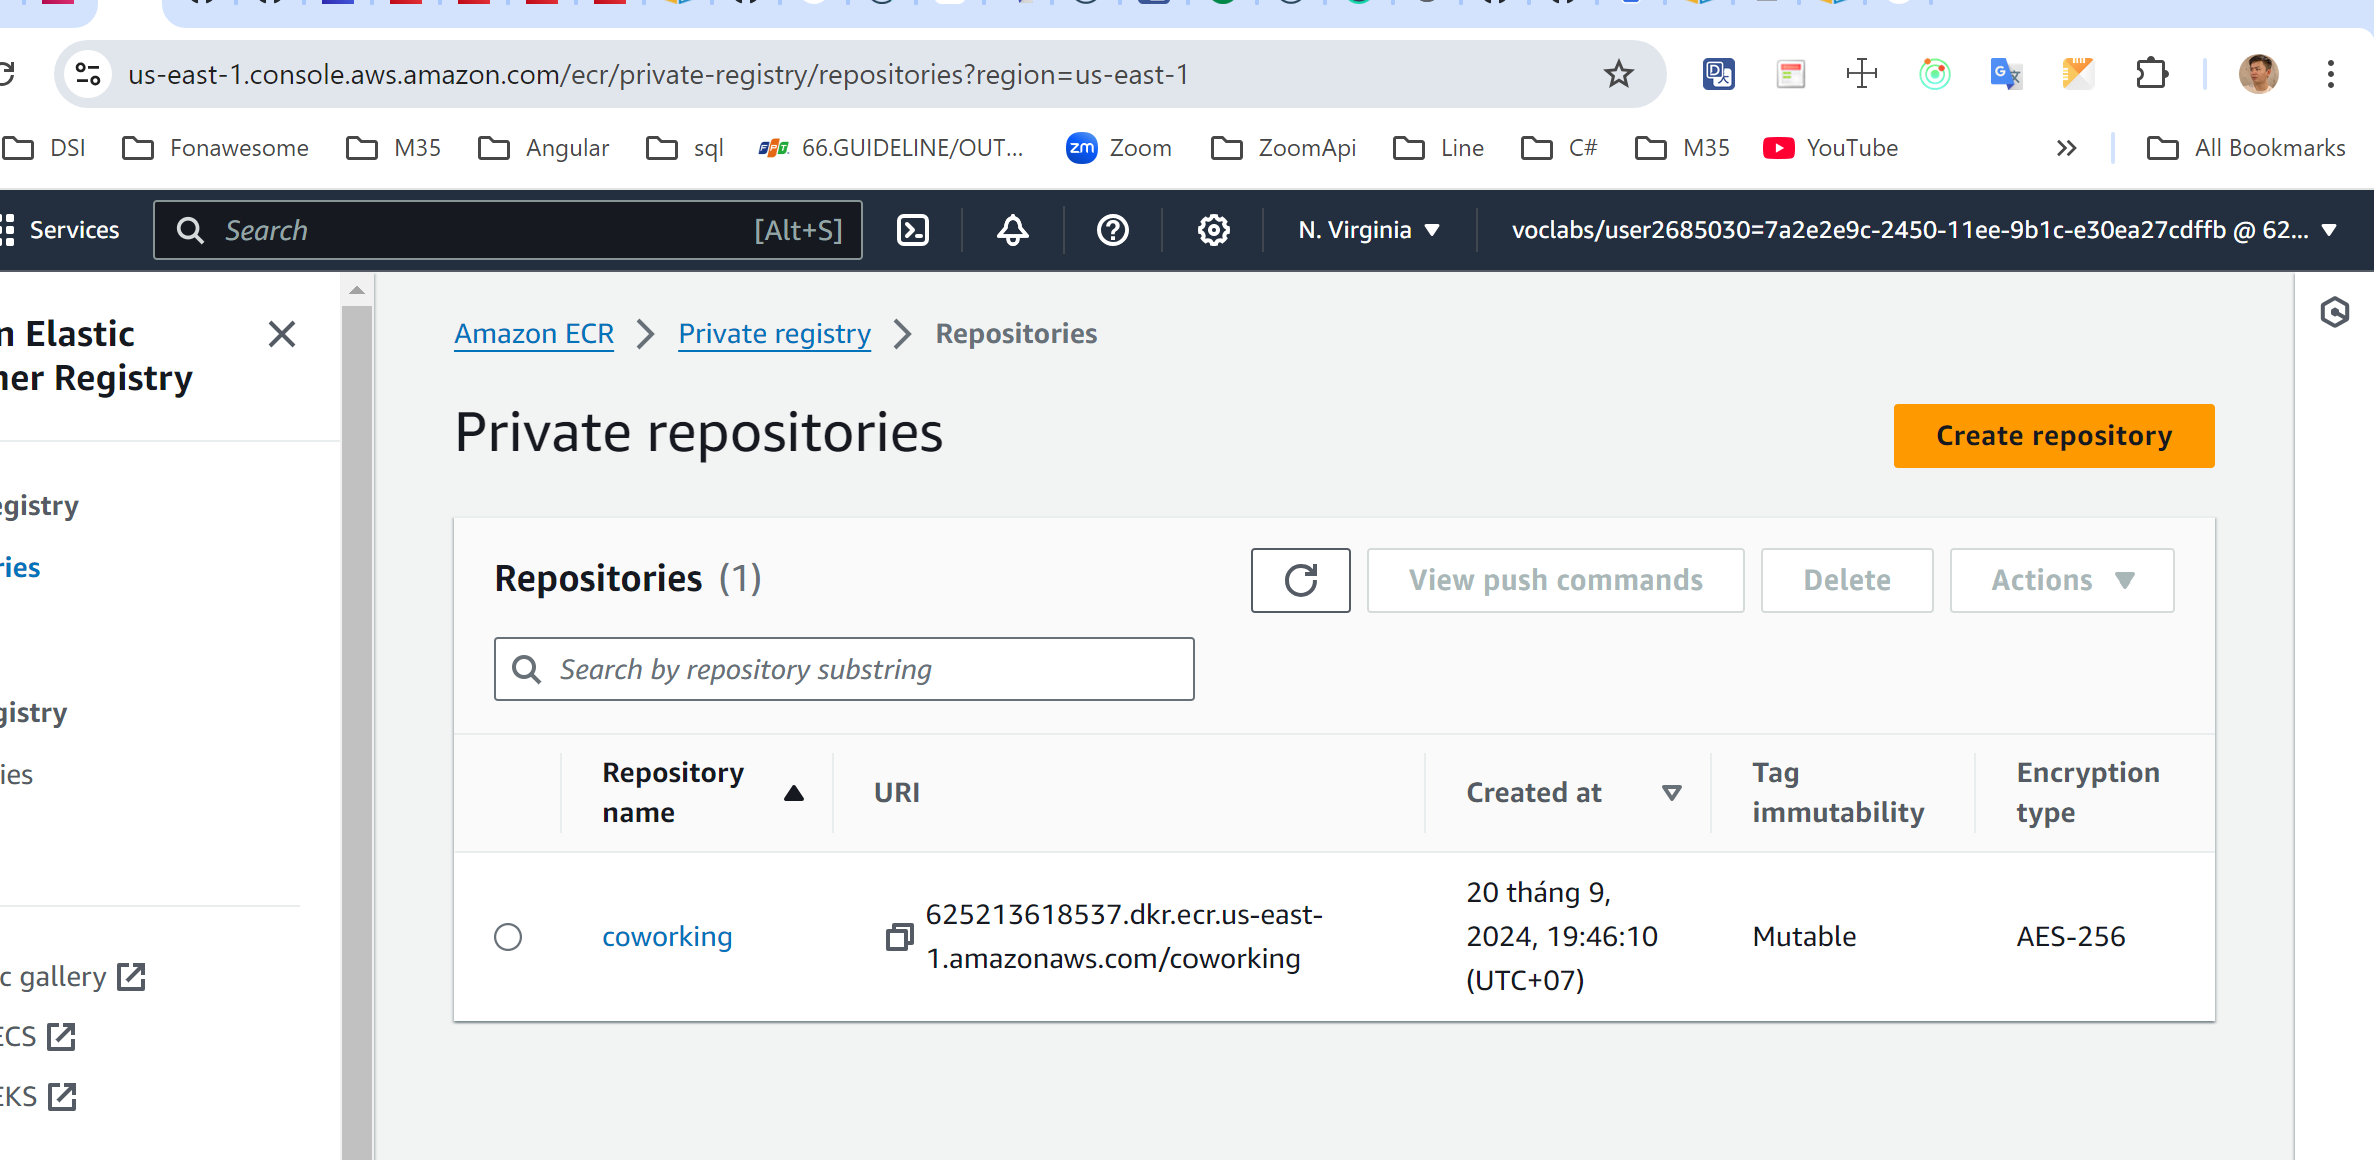 us-east-1.console.aws.amazon.com/ecr/private-registry/repositories?region=us-east-1
DSI Fonawesome M35 Angular sql FPT 66.GUIDELINE/OUT... zm Zoom ZoomApi Line C# M35 YouTube All Bookmarks
Services Search [Alt+S] N. Virginia voclabs/user2685030=7a2e2e9c-2450-11ee-9b1c-e30ea27cdffb @ 62...
n Elastic
ner Registry
egistry
ries
gistry
ies
c gallery
ECS
EKS
Amazon ECR Private registry Repositories
Private repositories Create repository
Repositories (1) View push commands Delete Actions
Search by repository substring
Repository name URI Created at Tag immutability Encryption type
coworking
625213618537.dkr.ecr.us-east-
1.amazonaws.com/coworking
20 tháng 9,
2024, 19:46:10
(UTC+07)
Mutable
AES-256